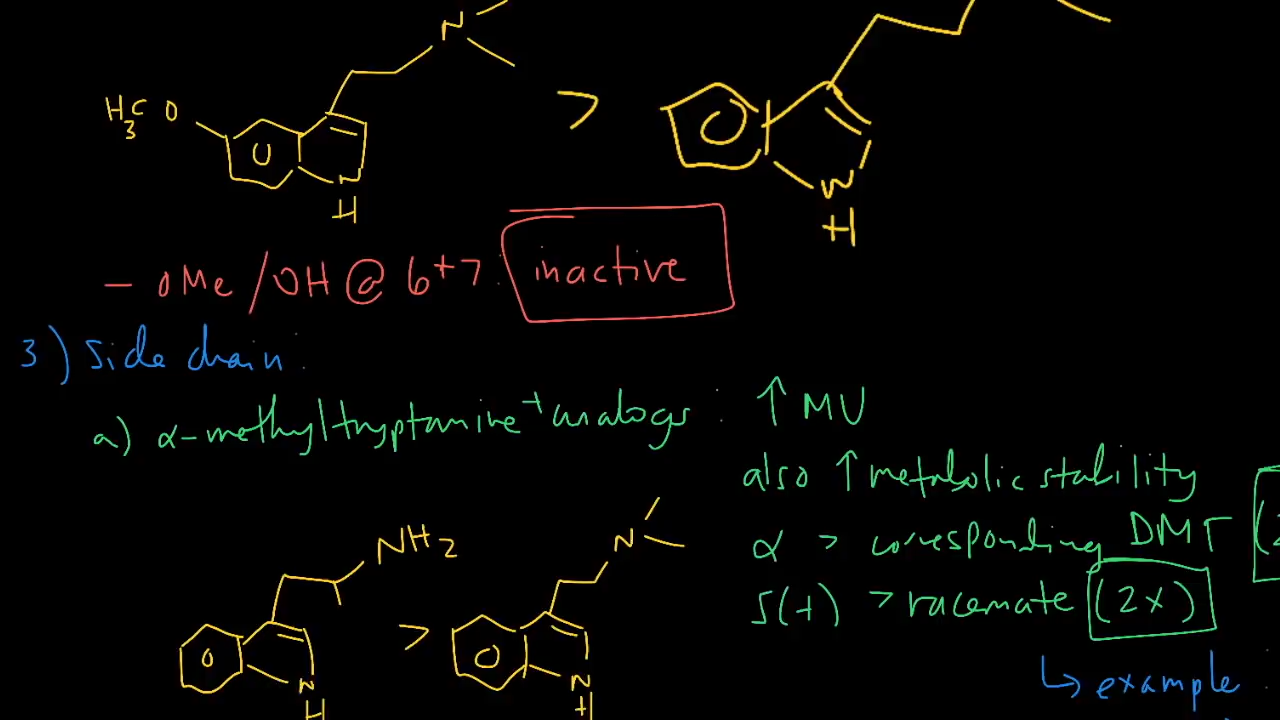 N
H3C O
>
N
H
N
H
- OMe/OH @ 6+7 : inactive
3) Side chain :
a) α-methyltryptamine + analogs : ↑ MU
also ↑ metabolic stability
α > corresponding DMT (2
S(+) > racemate (2x)
NH2
>
N
N
H
N
H
↳ example :